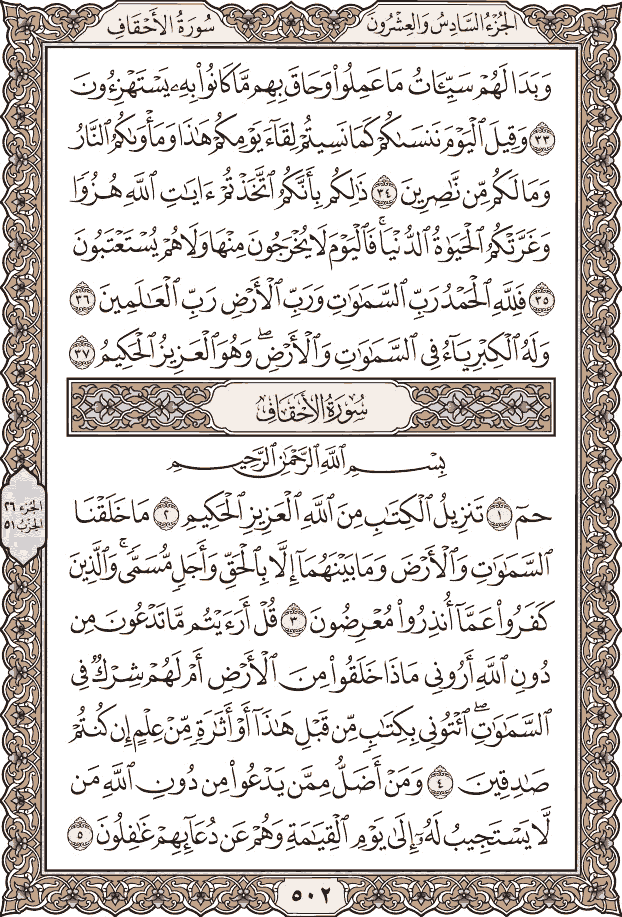 سُورَةُ الأَحْقَافِ
الجُزْءُ السَّادِسُ وَالعِشْرُونَ
وَبَدَا لَهُمْ سَيِّـَٔاتُ مَا عَمِلُوا۟ وَحَاقَ بِهِم مَّا كَانُوا۟ بِهِۦ يَسْتَهْزِءُونَ
٣٣ وَقِيلَ ٱلْيَوْمَ نَنسَىٰكُمْ كَمَا نَسِيتُمْ لِقَآءَ يَوْمِكُمْ هَٰذَا وَمَأْوَىٰكُمُ ٱلنَّارُ
وَمَا لَكُم مِّن نَّٰصِرِينَ ٣٤ ذَٰلِكُم بِأَنَّكُمُ ٱتَّخَذْتُمْ ءَايَٰتِ ٱللَّهِ هُزُوًا
وَغَرَّتْكُمُ ٱلْحَيَوٰةُ ٱلدُّنْيَا ۚ فَٱلْيَوْمَ لَا يُخْرَجُونَ مِنْهَا وَلَا هُمْ يُسْتَعْتَبُونَ
٣٥ فَلِلَّهِ ٱلْحَمْدُ رَبِّ ٱلسَّمَٰوَٰتِ وَرَبِّ ٱلْأَرْضِ رَبِّ ٱلْعَٰلَمِينَ ٣٦
وَلَهُ ٱلْكِبْرِيَآءُ فِى ٱلسَّمَٰوَٰتِ وَٱلْأَرْضِ ۖ وَهُوَ ٱلْعَزِيزُ ٱلْحَكِيمُ ٣٧
سُورَةُ الأَحْقَافِ
بِسْمِ ٱللَّهِ ٱلرَّحْمَٰنِ ٱلرَّحِيمِ
حمٓ ١ تَنزِيلُ ٱلْكِتَٰبِ مِنَ ٱللَّهِ ٱلْعَزِيزِ ٱلْحَكِيمِ ٢ مَا خَلَقْنَا
ٱلسَّمَٰوَٰتِ وَٱلْأَرْضَ وَمَا بَيْنَهُمَآ إِلَّا بِٱلْحَقِّ وَأَجَلٍ مُّسَمًّى ۚ وَٱلَّذِينَ
كَفَرُوا۟ عَمَّآ أُنذِرُوا۟ مُعْرِضُونَ ٣ قُلْ أَرَءَيْتُم مَّا تَدْعُونَ مِن
دُونِ ٱللَّهِ أَرُونِى مَاذَا خَلَقُوا۟ مِنَ ٱلْأَرْضِ أَمْ لَهُمْ شِرْكٌ فِى
ٱلسَّمَٰوَٰتِ ۖ ٱئْتُونِى بِكِتَٰبٍ مِّن قَبْلِ هَٰذَآ أَوْ أَثَٰرَةٍ مِّنْ عِلْمٍ إِن كُنتُمْ
صَٰدِقِينَ ٤ وَمَنْ أَضَلُّ مِمَّن يَدْعُوا۟ مِن دُونِ ٱللَّهِ مَن
لَّا يَسْتَجِيبُ لَهُۥٓ إِلَىٰ يَوْمِ ٱلْقِيَٰمَةِ وَهُمْ عَن دُعَآئِهِمْ غَٰفِلُونَ ٥
الجُزْء ٢٦
الحِزْب ٥١
٥٠٢